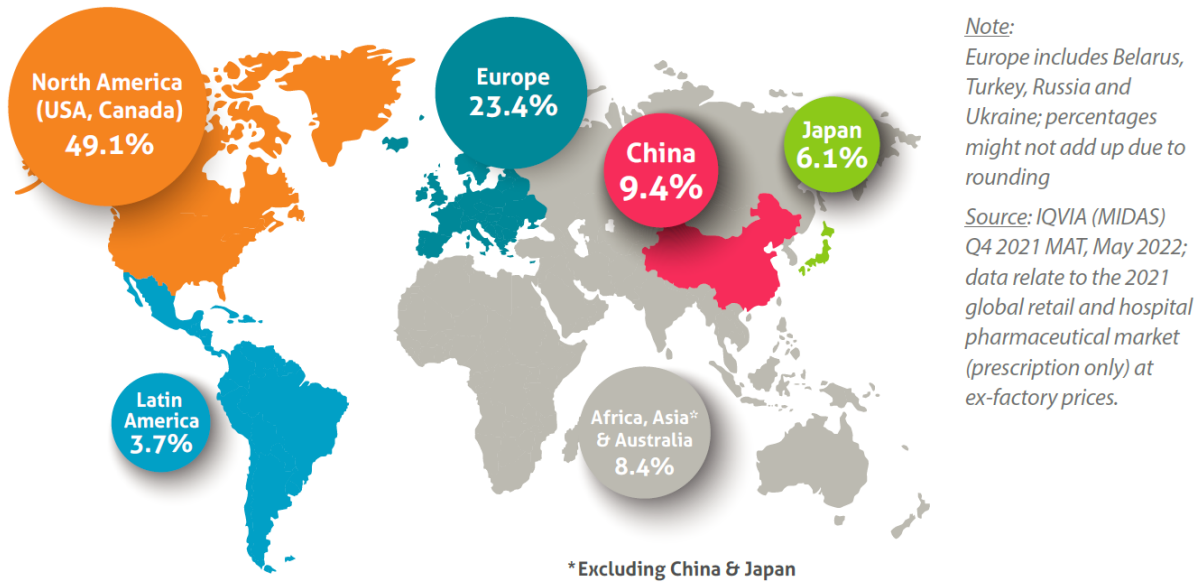 North America
(USA, Canada)
49.1%
Europe
23.4%
China
9.4%
Japan
6.1%
Latin
America
3.7%
Africa, Asia*
& Australia
8.4%
*Excluding China & Japan
Note:
Europe includes Belarus,
Turkey, Russia and
Ukraine; percentages
might not add up due to
rounding
Source: IQVIA (MIDAS)
Q4 2021 MAT, May 2022;
data relate to the 2021
global retail and hospital
pharmaceutical market
(prescription only) at
ex-factory prices.